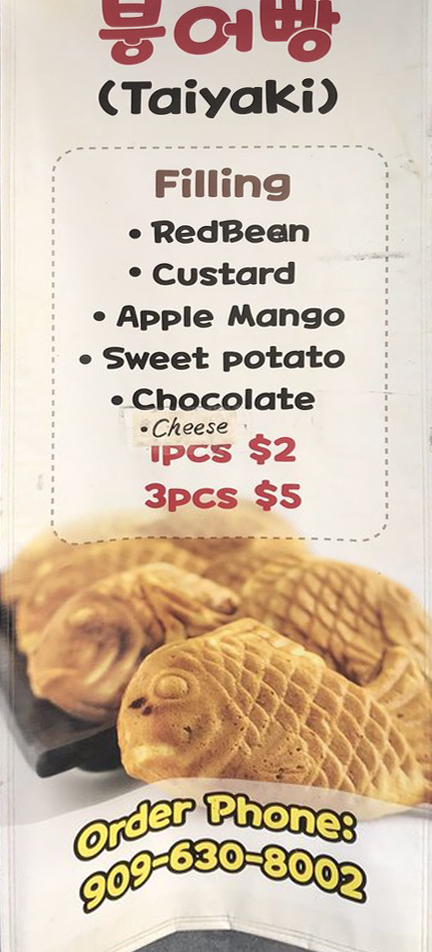 붕어빵
(Taiyaki)
Filling
• RedBean
• Custard
• Apple Mango
• Sweet potato
• Chocolate
• Cheese
1pcs $2
3pcs $5
Order Phone:
909-630-8002